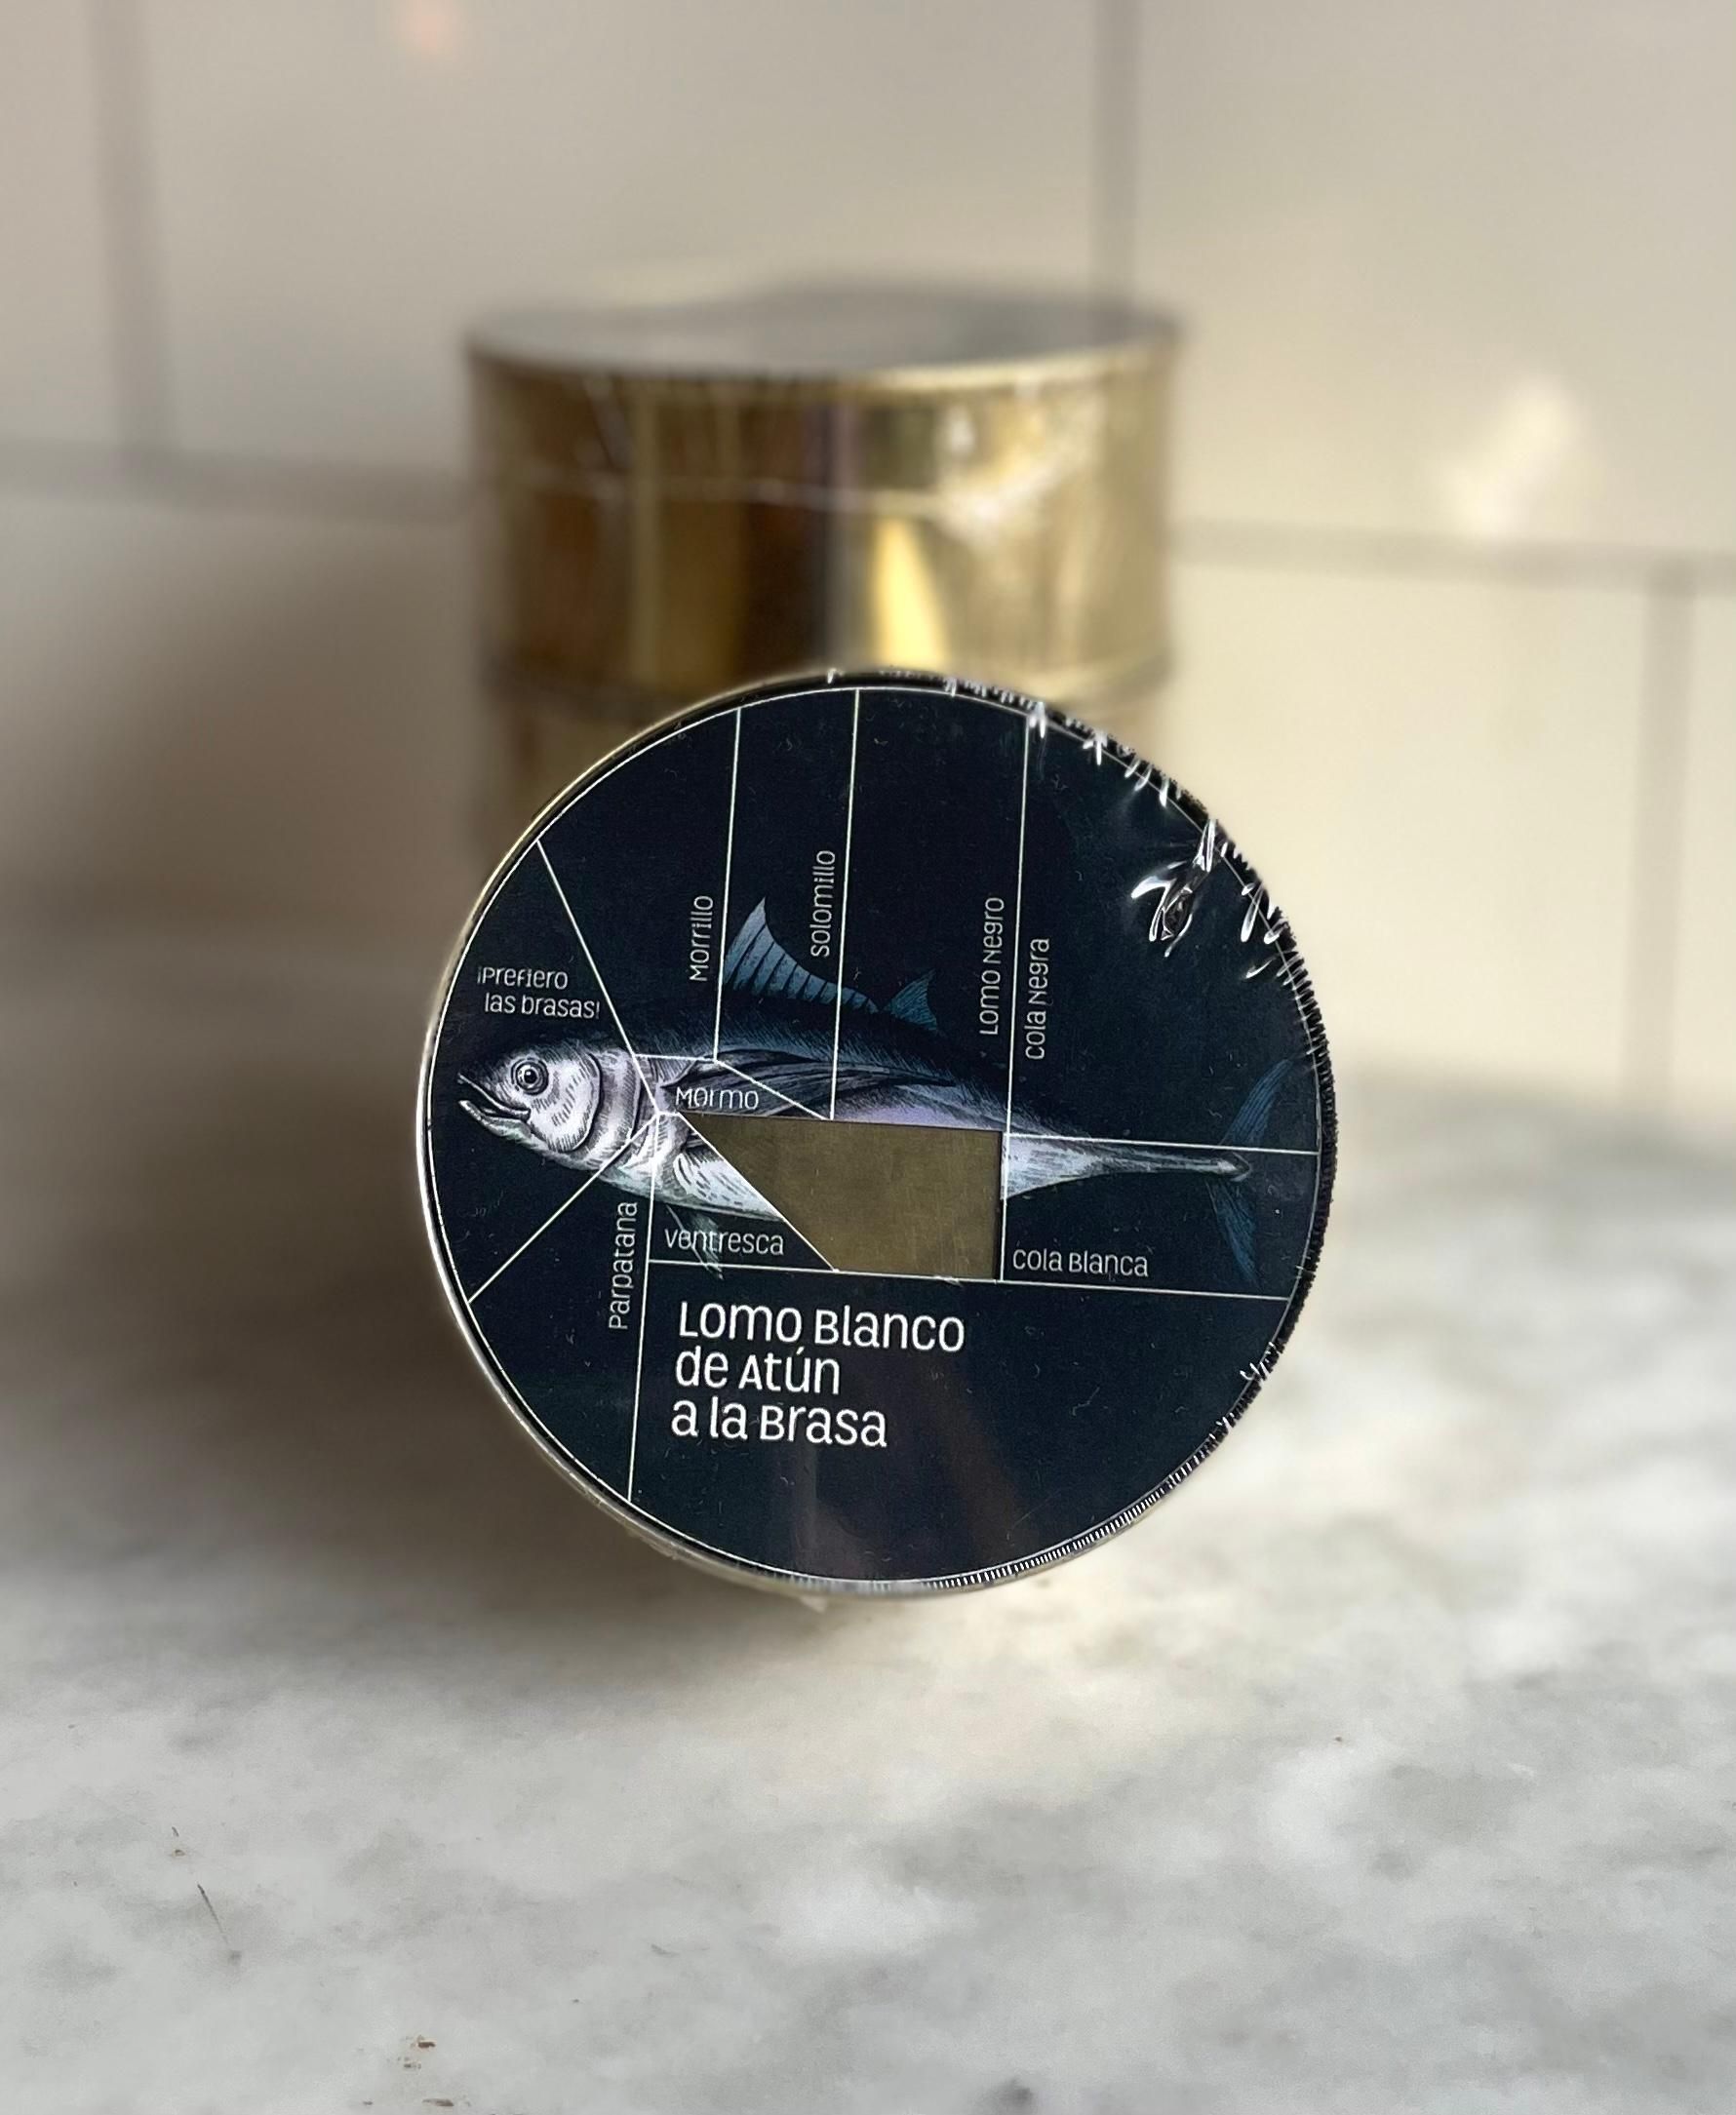 ¡Prefiero
las brasas!
Morrillo
Solomillo
Lomo Negro
Cola Negra
Mormo
Parpatana
Ventresca
Cola Blanca
Lomo Blanco
de Atún
a la Brasa